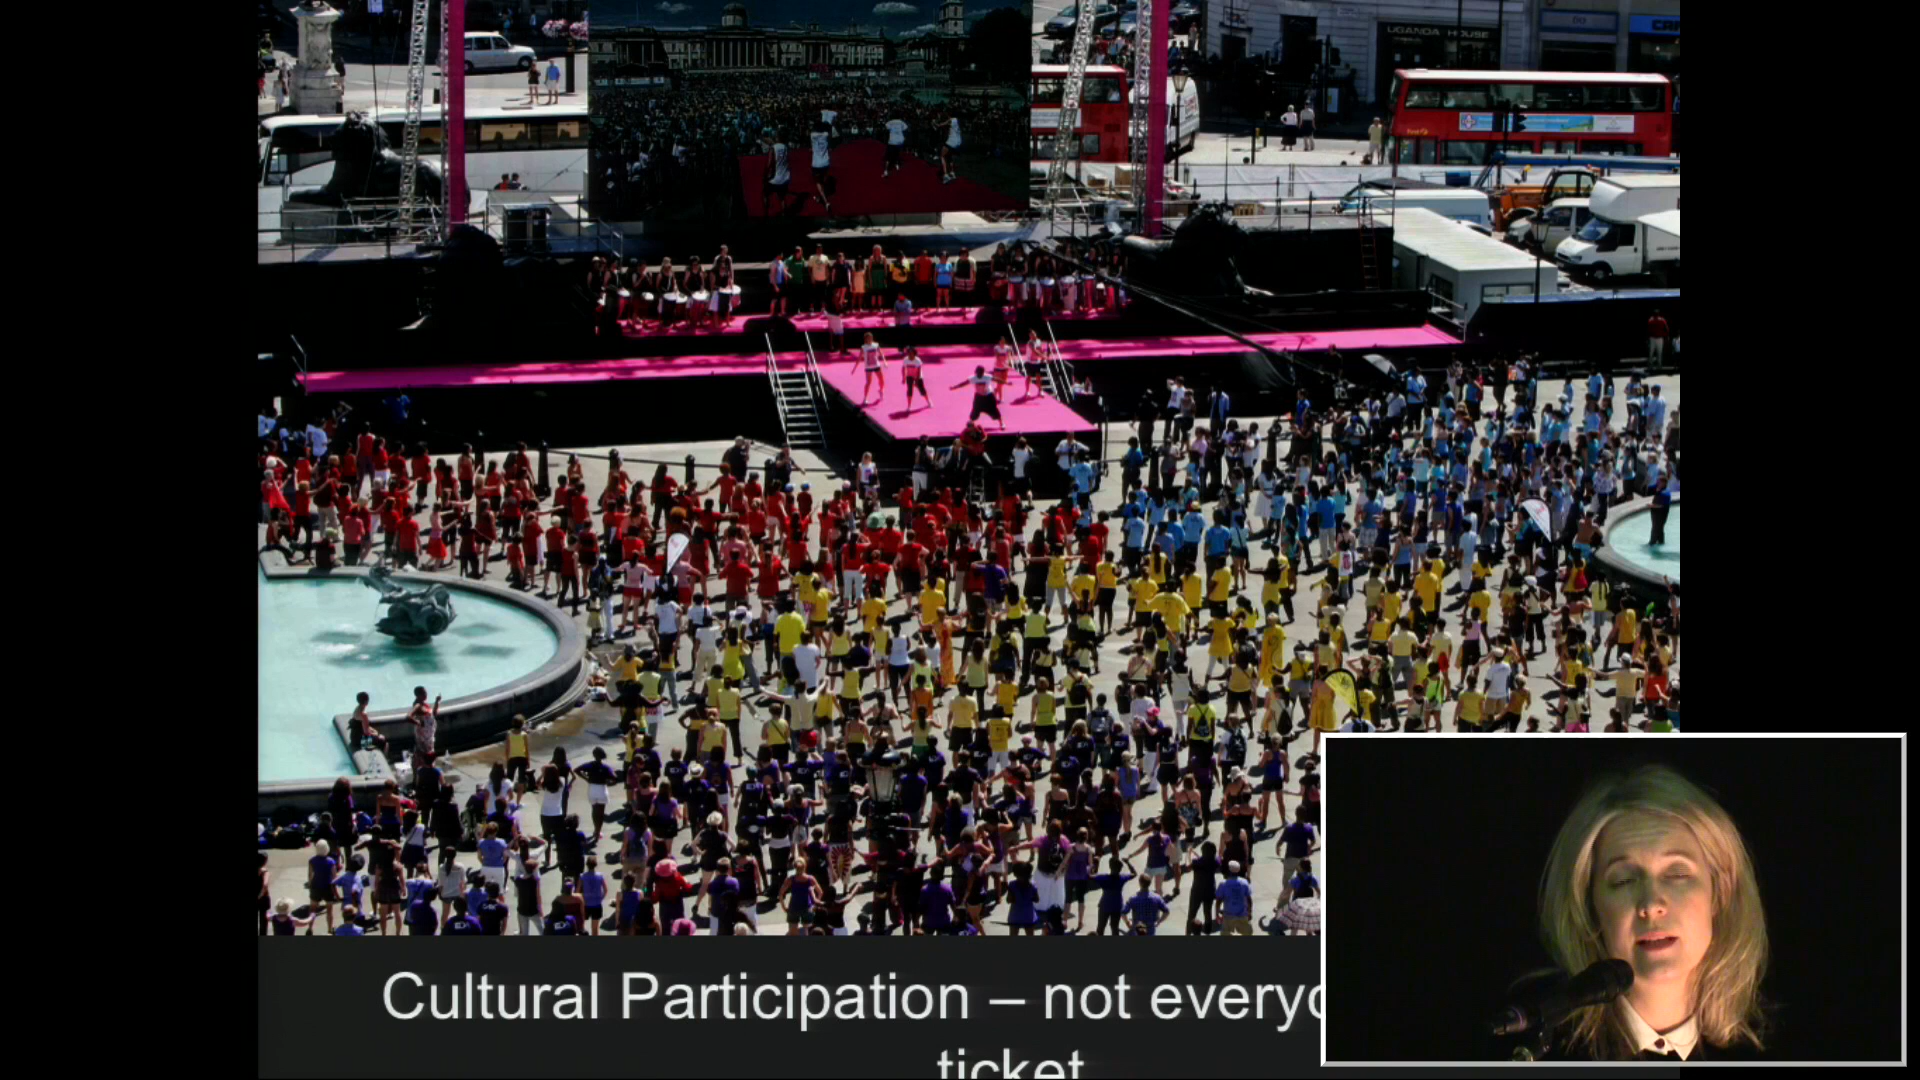 UGANDA HOUSE
Cultural Participation – not everyo
ticket